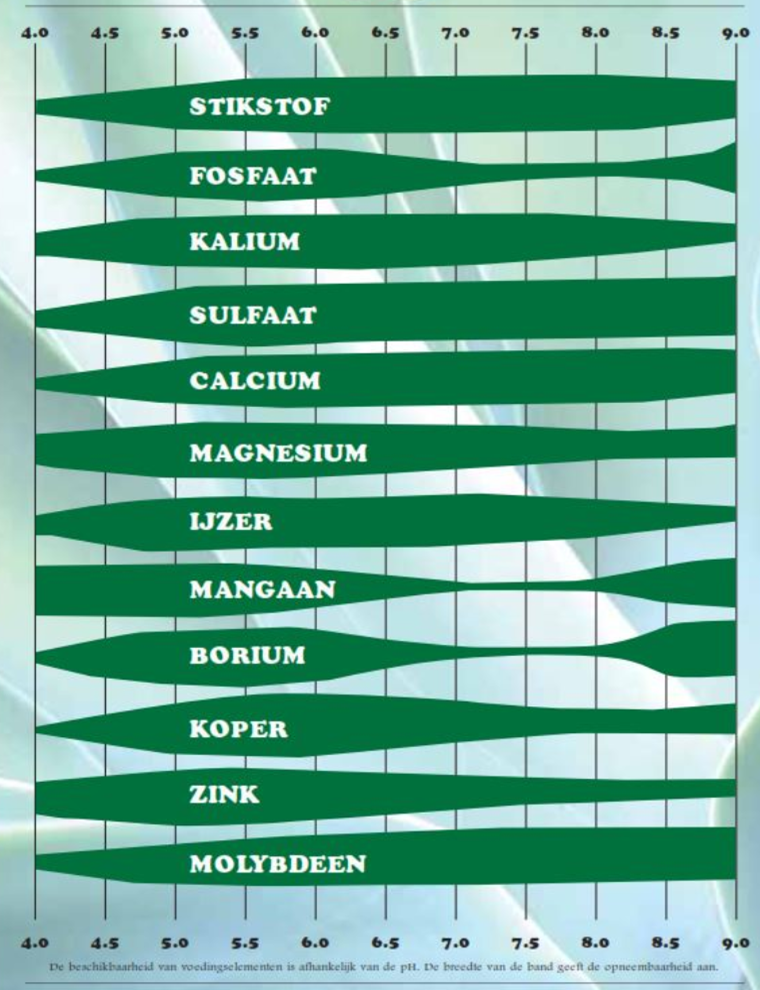 4.0 4.5 5.0 5.5 6.0 6.5 7.0 7.5 8.0 8.5 9.0
STIKSTOF
FOSFAAT
KALIUM
SULFAAT
CALCIUM
MAGNESIUM
IJZER
MANGAAN
BORIUM
KOPER
ZINK
MOLYBDEEN
4.0 4.5 5.0 5.5 6.0 6.5 7.0 7.5 8.0 8.5 9.0
De beschikbaarheid van voedingselementen is afhankelijk van de pH. De breedte van de band geeft de opneembaarheid aan.